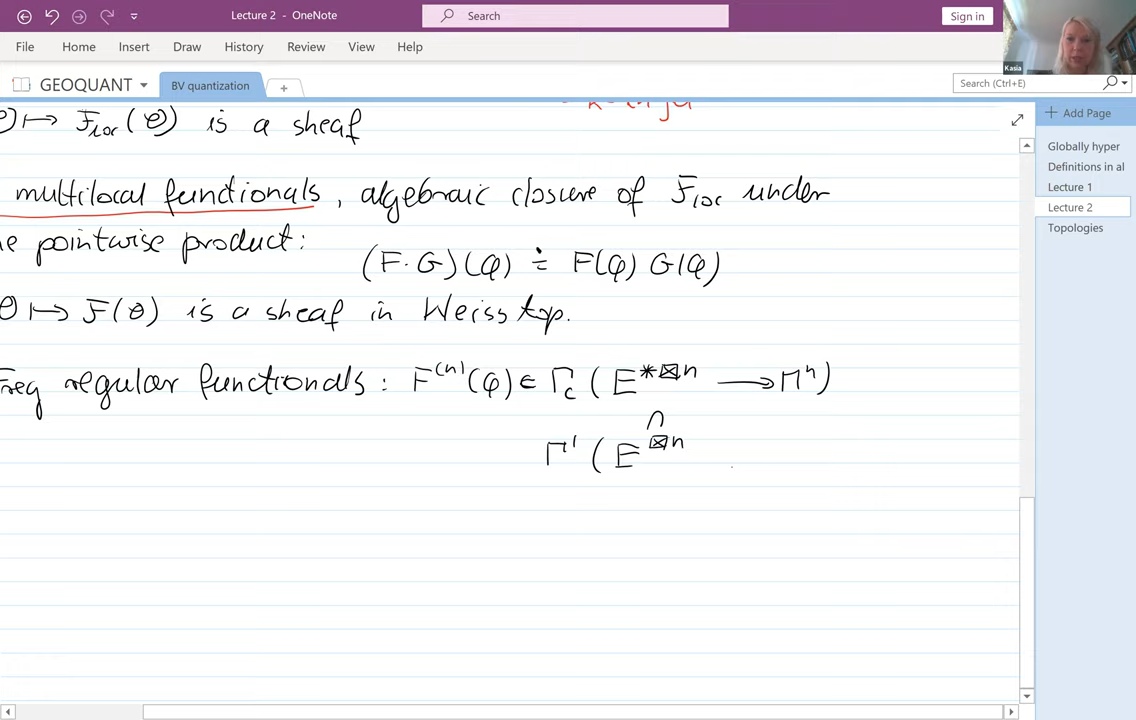 Lecture 2 - OneNote
Search
Sign in
File Home Insert Draw History Review View Help
Kasia
GEOQUANT
BV quantization
Search (Ctrl+E)
Add Page
Globally hyper
Definitions in al
Lecture 1
Lecture 2
Topologies
O) ↦ F_loc(O) is a sheaf
multilocal functionals, algebraic closure of F_loc under
he pointwise product: (F·G)(φ) ≐ F(φ) G(φ)
O ↦ F(O) is a sheaf in Weiss top.
Freg regular functionals: F^(n)(φ) ∈ Γ_c (E^{*⊠n} → M^n)
∩
Γ' (E^{⊠n}